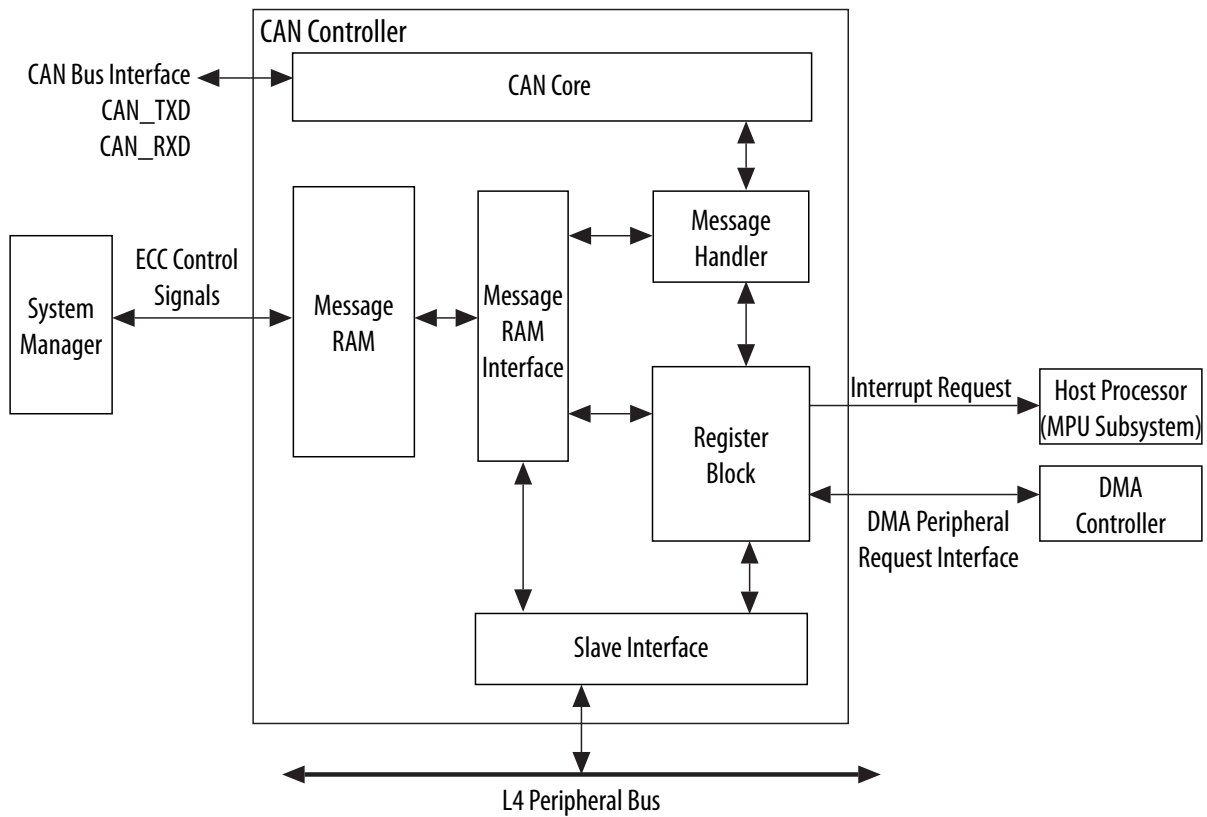 CAN Controller
CAN Bus Interface
CAN_TXD
CAN_RXD
CAN Core
Message
Handler
System
Manager
ECC Control
Signals
Message
RAM
Message
RAM
Interface
Register
Block
Interrupt Request
Host Processor
(MPU Subsystem)
DMA Peripheral
Request Interface
DMA
Controller
Slave Interface
L4 Peripheral Bus